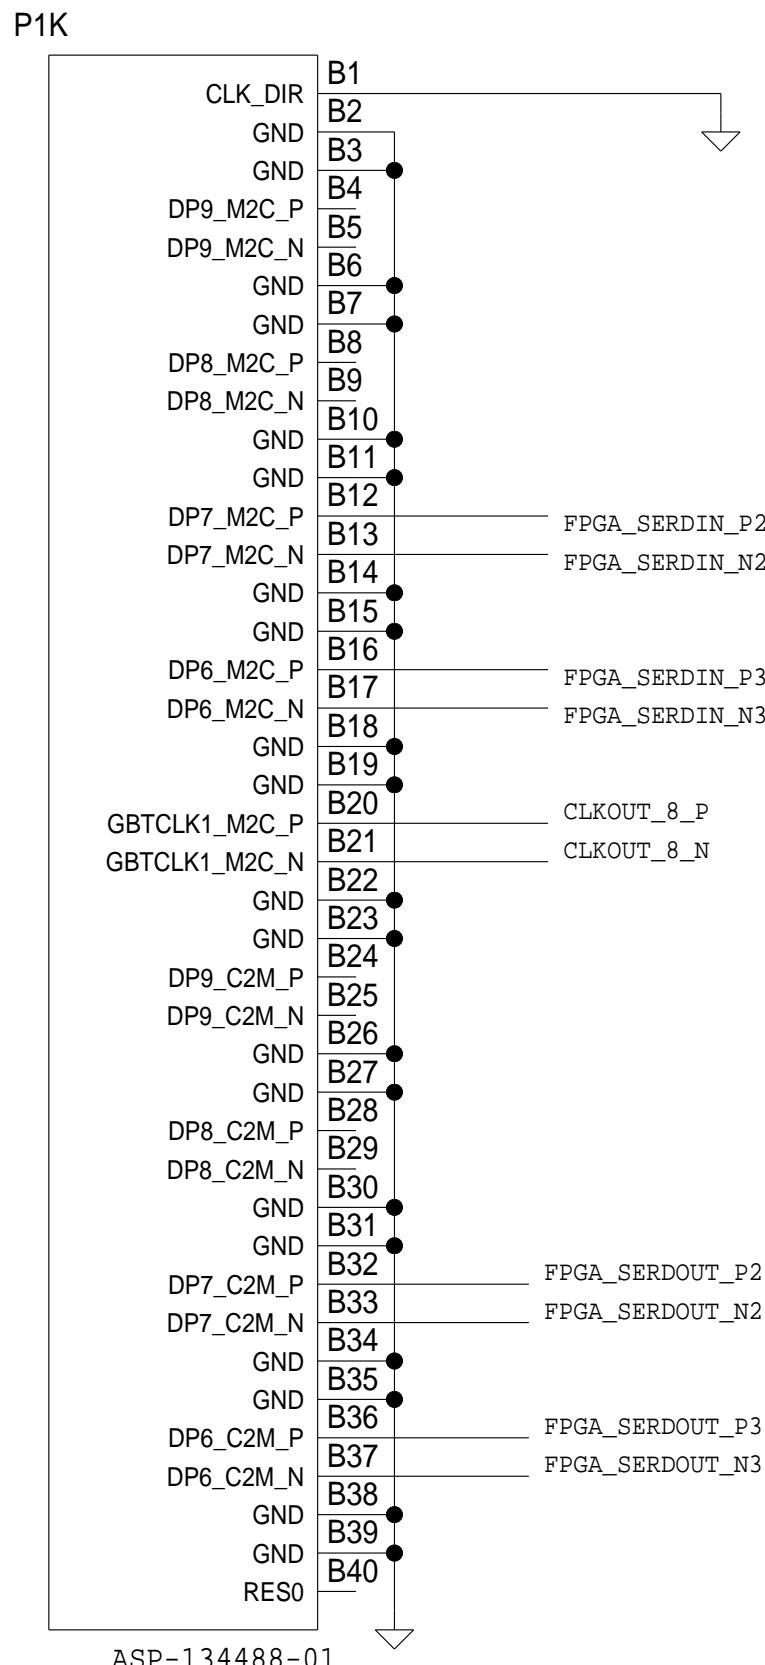 P1K
CLK_DIR B1
GND B2
GND B3
DP9_M2C_P B4
DP9_M2C_N B5
GND B6
GND B7
DP8_M2C_P B8
DP8_M2C_N B9
GND B10
GND B11
DP7_M2C_P B12 FPGA_SERDIN_P2
DP7_M2C_N B13 FPGA_SERDIN_N2
GND B14
GND B15
DP6_M2C_P B16 FPGA_SERDIN_P3
DP6_M2C_N B17 FPGA_SERDIN_N3
GND B18
GND B19
GBTCLK1_M2C_P B20 CLKOUT_8_P
GBTCLK1_M2C_N B21 CLKOUT_8_N
GND B22
GND B23
DP9_C2M_P B24
DP9_C2M_N B25
GND B26
GND B27
DP8_C2M_P B28
DP8_C2M_N B29
GND B30
GND B31
DP7_C2M_P B32 FPGA_SERDOUT_P2
DP7_C2M_N B33 FPGA_SERDOUT_N2
GND B34
GND B35
DP6_C2M_P B36 FPGA_SERDOUT_P3
DP6_C2M_N B37 FPGA_SERDOUT_N3
GND B38
GND B39
RES0 B40
ASP-134488-01